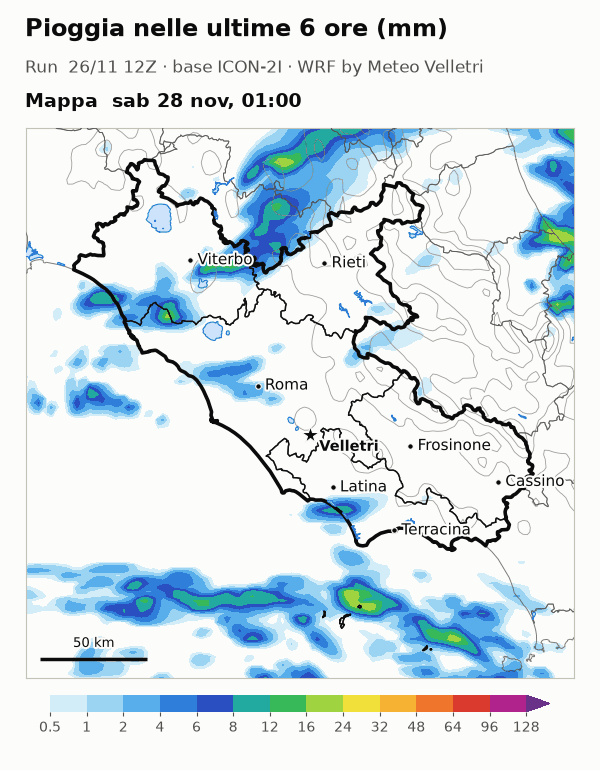 Pioggia nelle ultime 6 ore (mm)
Run  26/11 12Z · base ICON-2I · WRF by Meteo Velletri
Mappa  sab 28 nov, 01:00
Viterbo
Rieti
Roma
Velletri
Frosinone
Cassino
Latina
Terracina
50 km
0.5 1 2 4 6 8 12 16 24 32 48 64 96 128